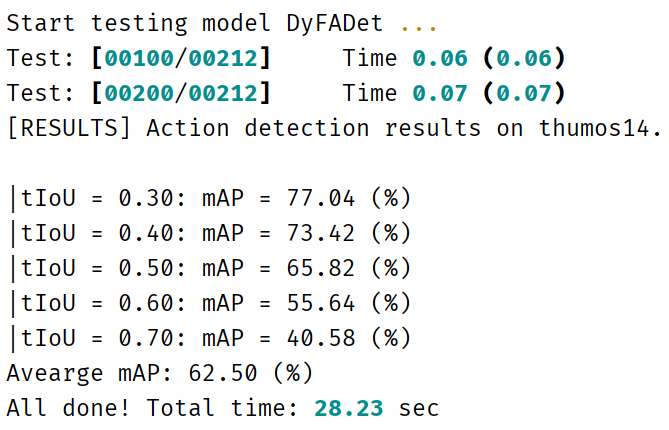 Start testing model DyFADet ...
Test: [00100/00212]     Time 0.06 (0.06)
Test: [00200/00212]     Time 0.07 (0.07)
[RESULTS] Action detection results on thumos14.
|tIoU = 0.30: mAP = 77.04 (%)
|tIoU = 0.40: mAP = 73.42 (%)
|tIoU = 0.50: mAP = 65.82 (%)
|tIoU = 0.60: mAP = 55.64 (%)
|tIoU = 0.70: mAP = 40.58 (%)
Avearge mAP: 62.50 (%)
All done! Total time: 28.23 sec